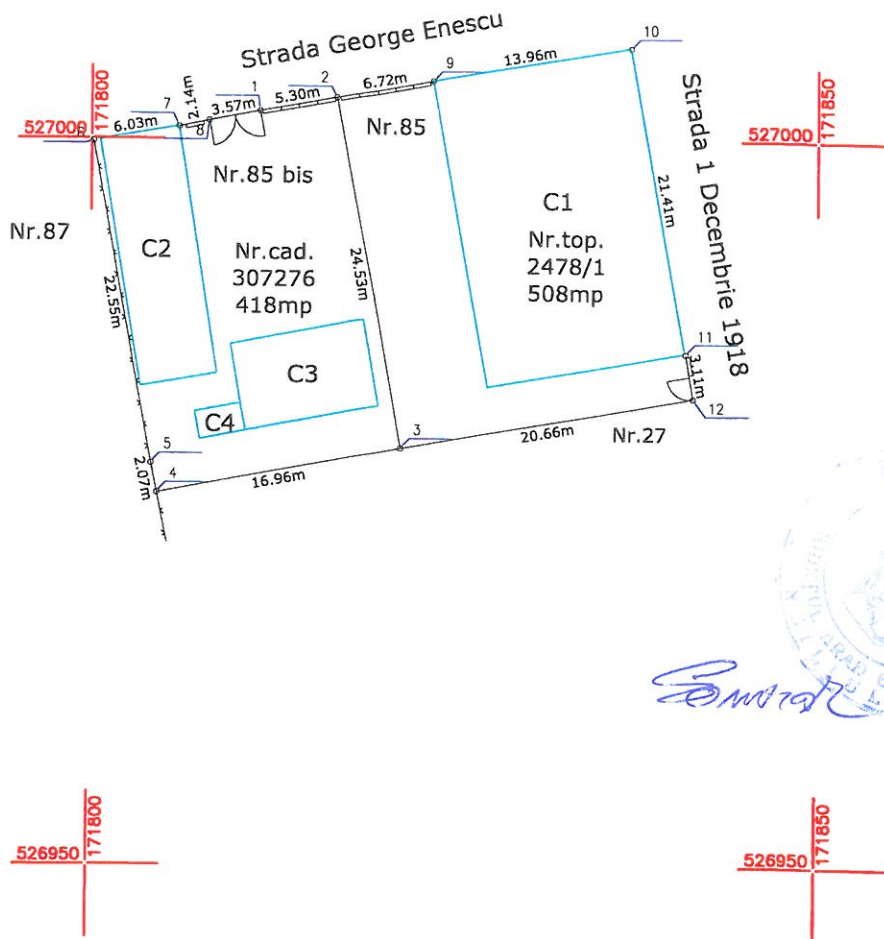 Strada George Enescu
10
13.96m
9
6.72m
2
5.30m
1
3.57m
2.14m
7
8
6.03m
527000
171800
527000
171850
Strada 1 Decembrie 1918
Nr.85
Nr.85 bis
Nr.87
C1
Nr.top.
2478/1
508mp
21.41m
C2
Nr.cad.
307276
418mp
24.53m
22.55m
C3
C4
11
3.11m
12
Nr.27
20.66m
3
5
4
2.07m
16.96m
ARAD
526950
171800
526950
171850